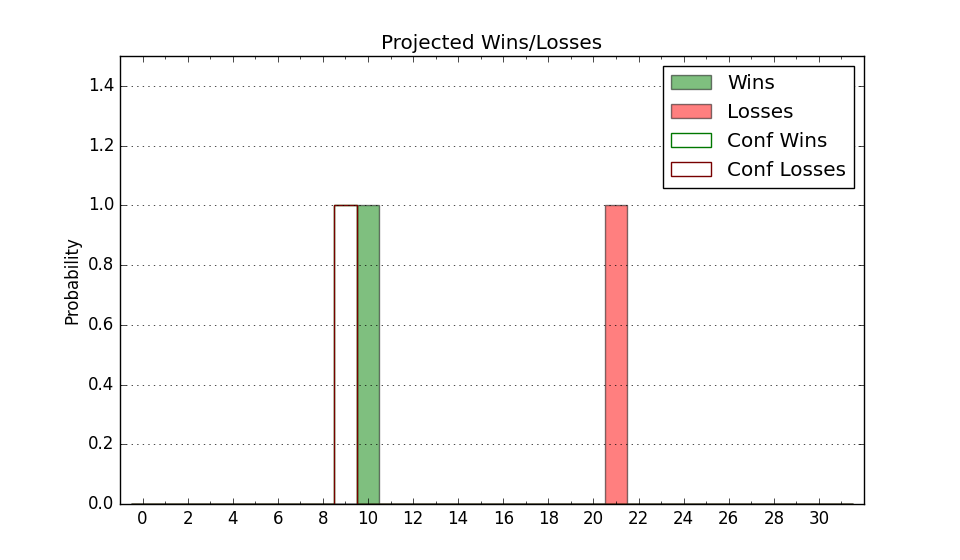 Projected Wins/Losses
1.4
1.2
1.0
0.8
0.6
0.4
0.2
0.0
Probability
Wins
Losses
Conf Wins
Conf Losses
0 2 4 6 8 10 12 14 16 18 20 22 24 26 28 30